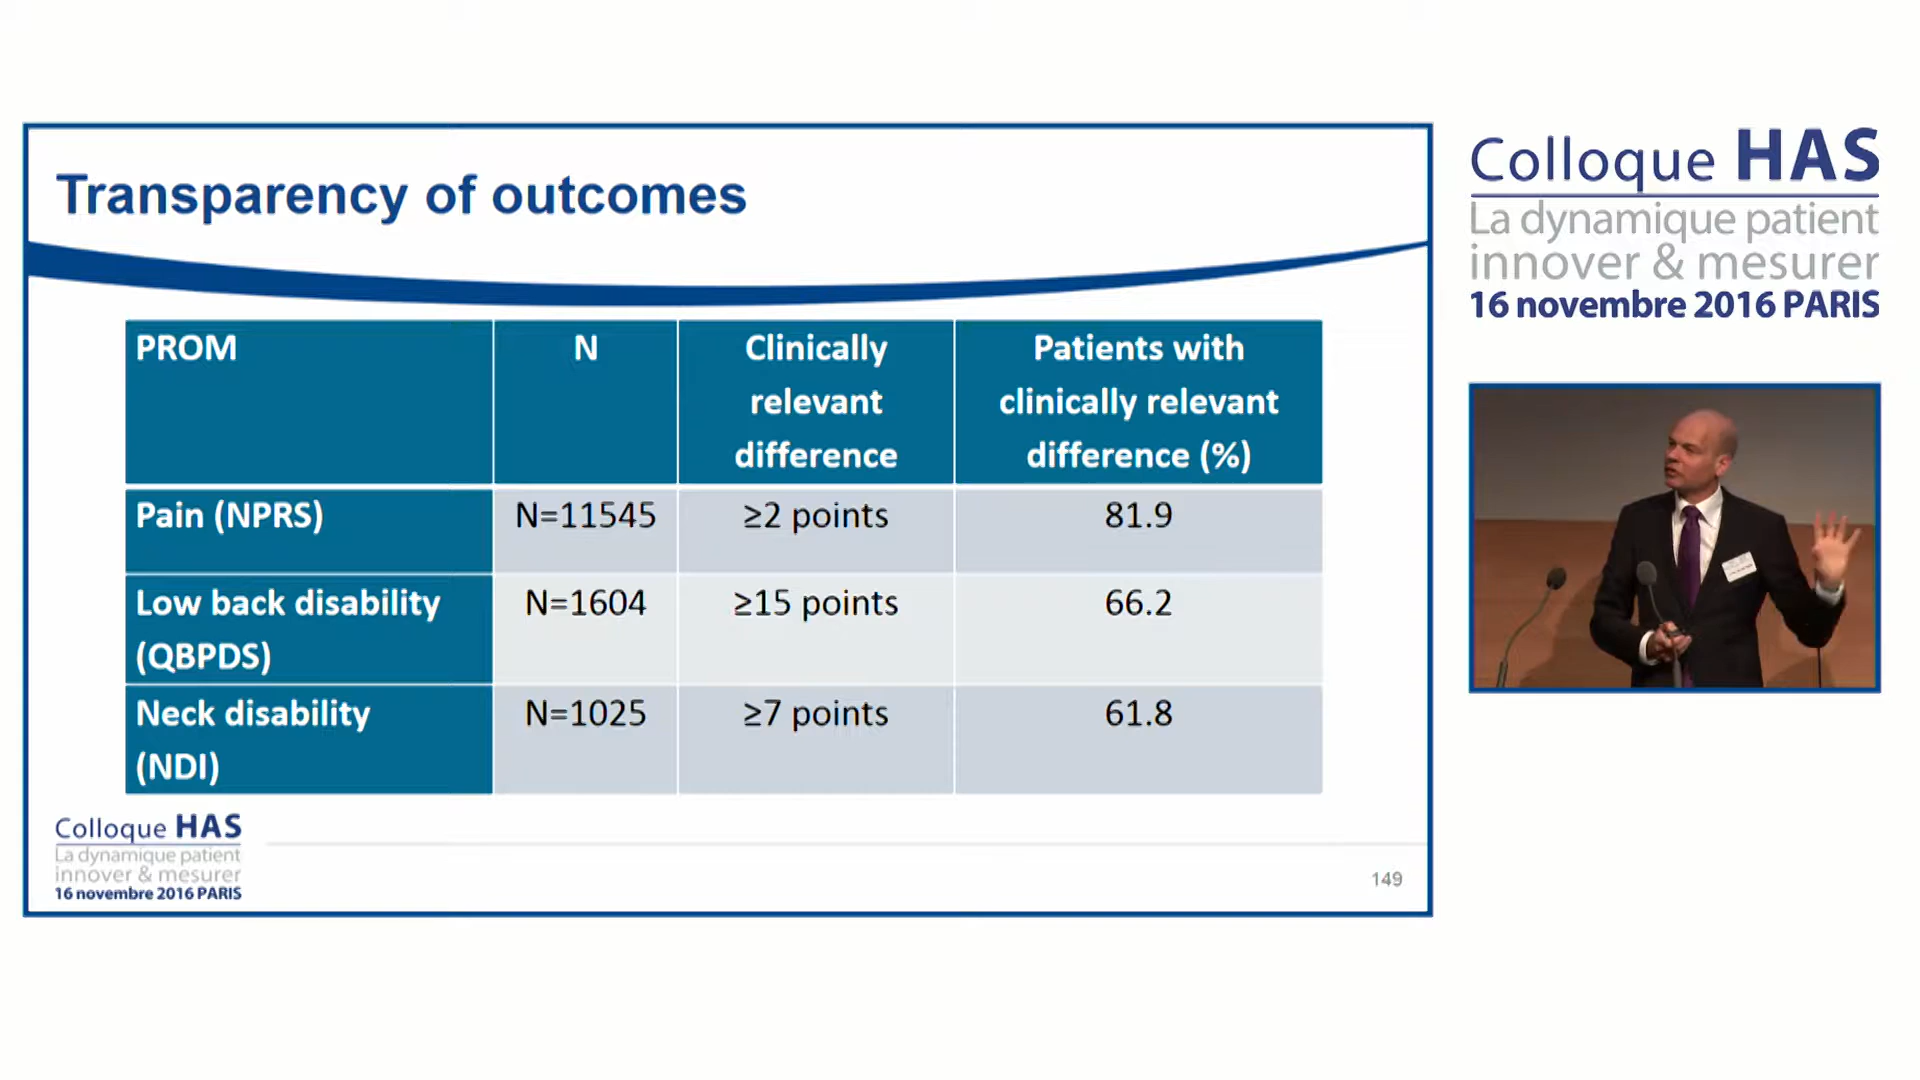 Transparency of outcomes
PROM
N
Clinically
relevant
difference
Patients with
clinically relevant
difference (%)
Pain (NPRS)
N=11545
≥2 points
81.9
Low back disability
(QBPDS)
N=1604
≥15 points
66.2
Neck disability
(NDI)
N=1025
≥7 points
61.8
Colloque HAS
La dynamique patient
innover & mesurer
16 novembre 2016 PARIS
149
Colloque HAS
La dynamique patient
innover & mesurer
16 novembre 2016 PARIS